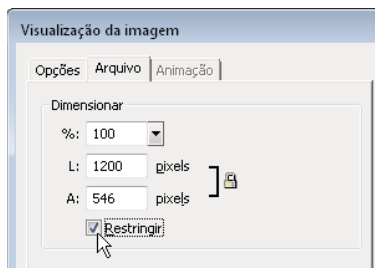 Visualização da imagem
Opções Arquivo Animação
Dimensionar
%: 100
L: 1200 pixels
A: 546 pixels
Restringir